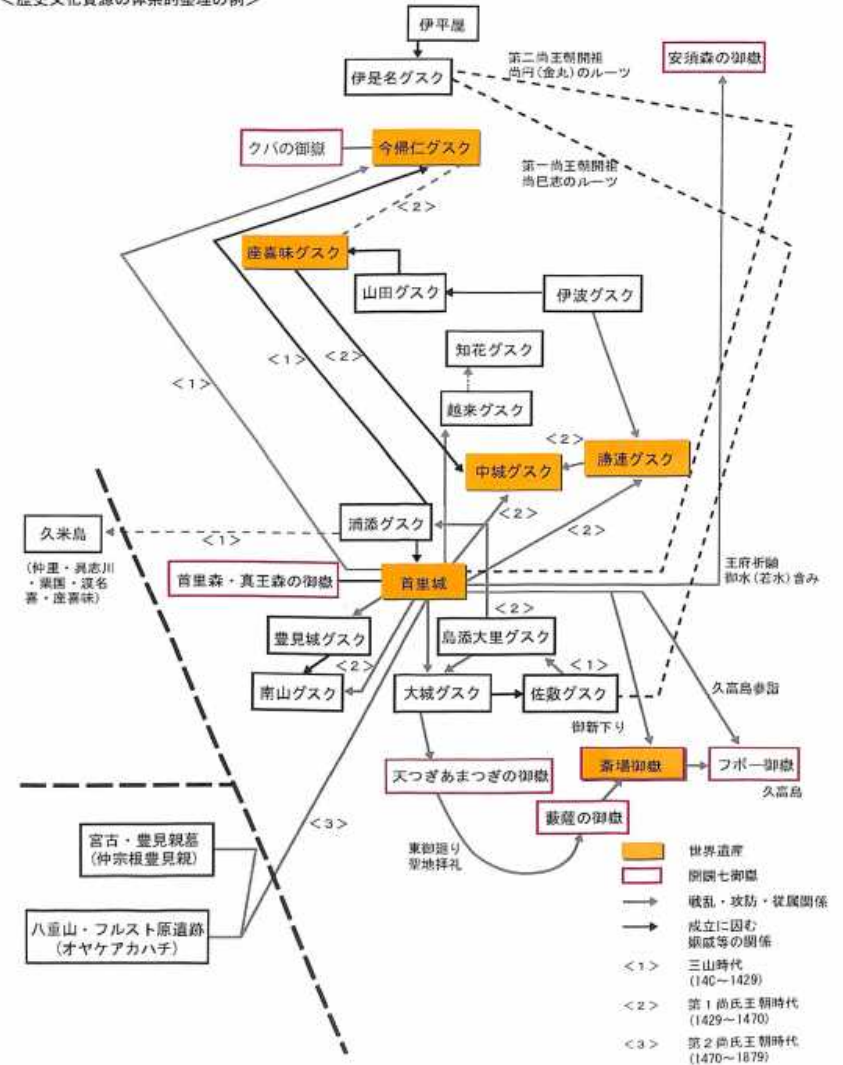 ＜歴史文化資源の体系的整理の例＞
伊平屋
伊是名グスク
第二尚王朝開祖
尚円(金丸)のルーツ
安須森の御嶽
クバの御嶽
今帰仁グスク
第一尚王朝開祖
尚巴志のルーツ
＜2＞
座喜味グスク
山田グスク
伊波グスク
知花グスク
＜1＞
＜2＞
＜1＞
越来グスク
＜2＞
中城グスク
勝連グスク
浦添グスク
＜2＞
久米島
＜1＞
＜2＞
(仲里・具志川
・粟国・渡名
喜・座喜味)
首里森・真玉森の御嶽
首里城
王府祈願
御水(若水)含み
＜2＞
豊見城グスク
島添大里グスク
＜2＞
＜1＞
南山グスク
大城グスク
佐敷グスク
久高島参詣
御新下り
天つぎあまつぎの御嶽
斎場御嶽
フボー御嶽
久高島
藪薩の御嶽
＜3＞
宮古・豊見親墓
(仲宗根豊見親)
東御廻り
聖地拝礼
八重山・フルスト原遺跡
(オヤケアカハチ)
世界遺産
開闢七御嶽
戦乱・攻防・従属関係
成立に因む
姻戚等の関係
＜1＞ 三山時代
(14C～1429)
＜2＞ 第1尚氏王朝時代
(1429～1470)
＜3＞ 第2尚氏王朝時代
(1470～1879)